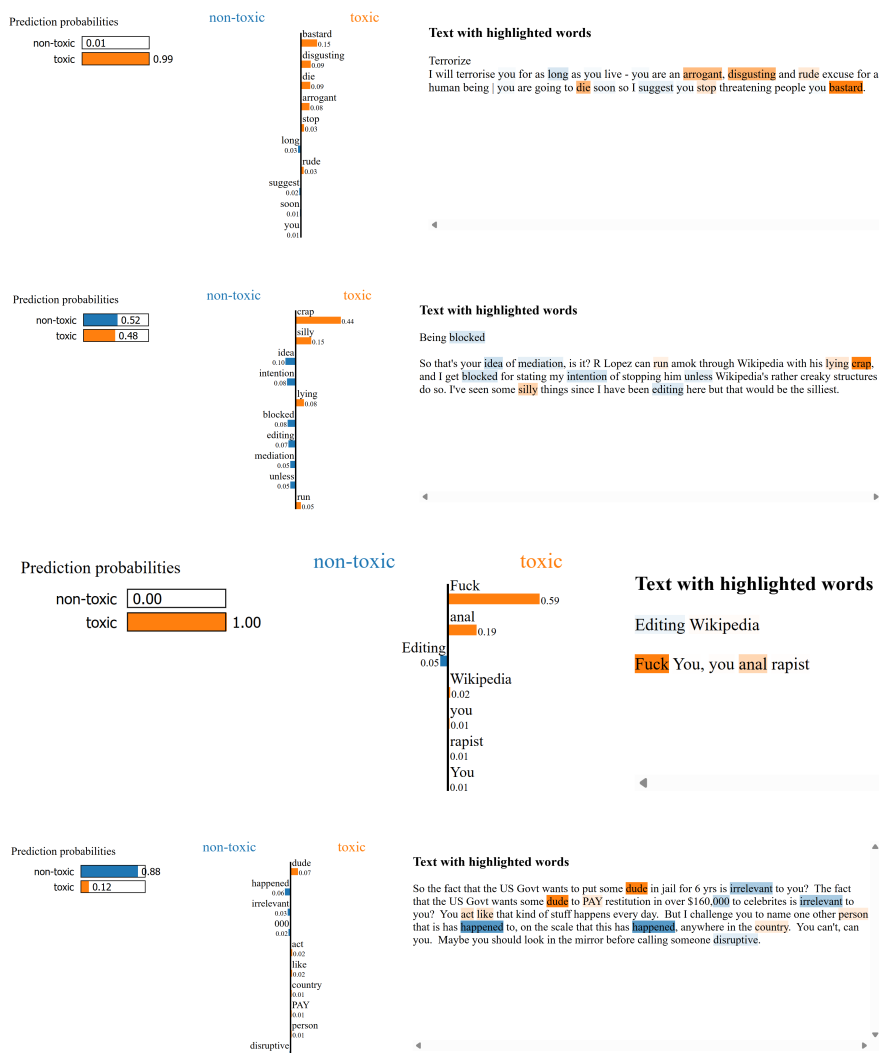 Prediction probabilities
non-toxic 0.01
toxic 0.99
non-toxic toxic
bastard
0.15
disgusting
0.09
die
0.09
arrogant
0.08
stop
0.03
long
0.03
rude
0.03
suggest
0.02
soon
0.01
you
0.01
Text with highlighted words
Terrorize
I will terrorise you for as long as you live - you are an arrogant, disgusting and rude excuse for a
human being | you are going to die soon so I suggest you stop threatening people you bastard.
Prediction probabilities
non-toxic 0.52
toxic 0.48
non-toxic toxic
crap
0.44
silly
0.15
idea
0.10
intention
0.08
lying
0.08
blocked
0.08
editing
0.07
mediation
0.05
unless
0.05
run
0.05
Text with highlighted words
Being blocked
So that's your idea of mediation, is it? R Lopez can run amok through Wikipedia with his lying crap,
and I get blocked for stating my intention of stopping him unless Wikipedia's rather creaky structures
do so. I've seen some silly things since I have been editing here but that would be the silliest.
Prediction probabilities
non-toxic 0.00
toxic 1.00
non-toxic toxic
Fuck
0.59
anal
0.19
Editing
0.05
Wikipedia
0.02
you
0.01
rapist
0.01
You
0.01
Text with highlighted words
Editing Wikipedia
Fuck You, you anal rapist
Prediction probabilities
non-toxic 0.88
toxic 0.12
non-toxic toxic
dude
0.07
happened
0.06
irrelevant
0.03
000
0.02
act
0.02
like
0.02
country
0.01
PAY
0.01
person
0.01
disruptive
Text with highlighted words
So the fact that the US Govt wants to put some dude in jail for 6 yrs is irrelevant to you? The fact
that the US Govt wants some dude to PAY restitution in over $160,000 to celebrites is irrelevant to
you? You act like that kind of stuff happens every day. But I challenge you to name one other person
that is has happened to, on the scale that this has happened, anywhere in the country. You can't, can
you. Maybe you should look in the mirror before calling someone disruptive.